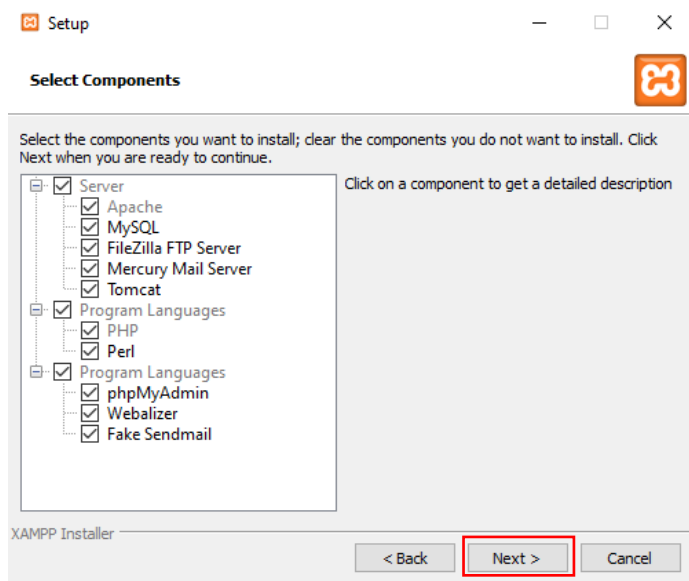 Setup
Select Components
Select the components you want to install; clear the components you do not want to install. Click
Next when you are ready to continue.
Server
Apache
MySQL
FileZilla FTP Server
Mercury Mail Server
Tomcat
Program Languages
PHP
Perl
Program Languages
phpMyAdmin
Webalizer
Fake Sendmail
Click on a component to get a detailed description
XAMPP Installer
< Back
Next >
Cancel